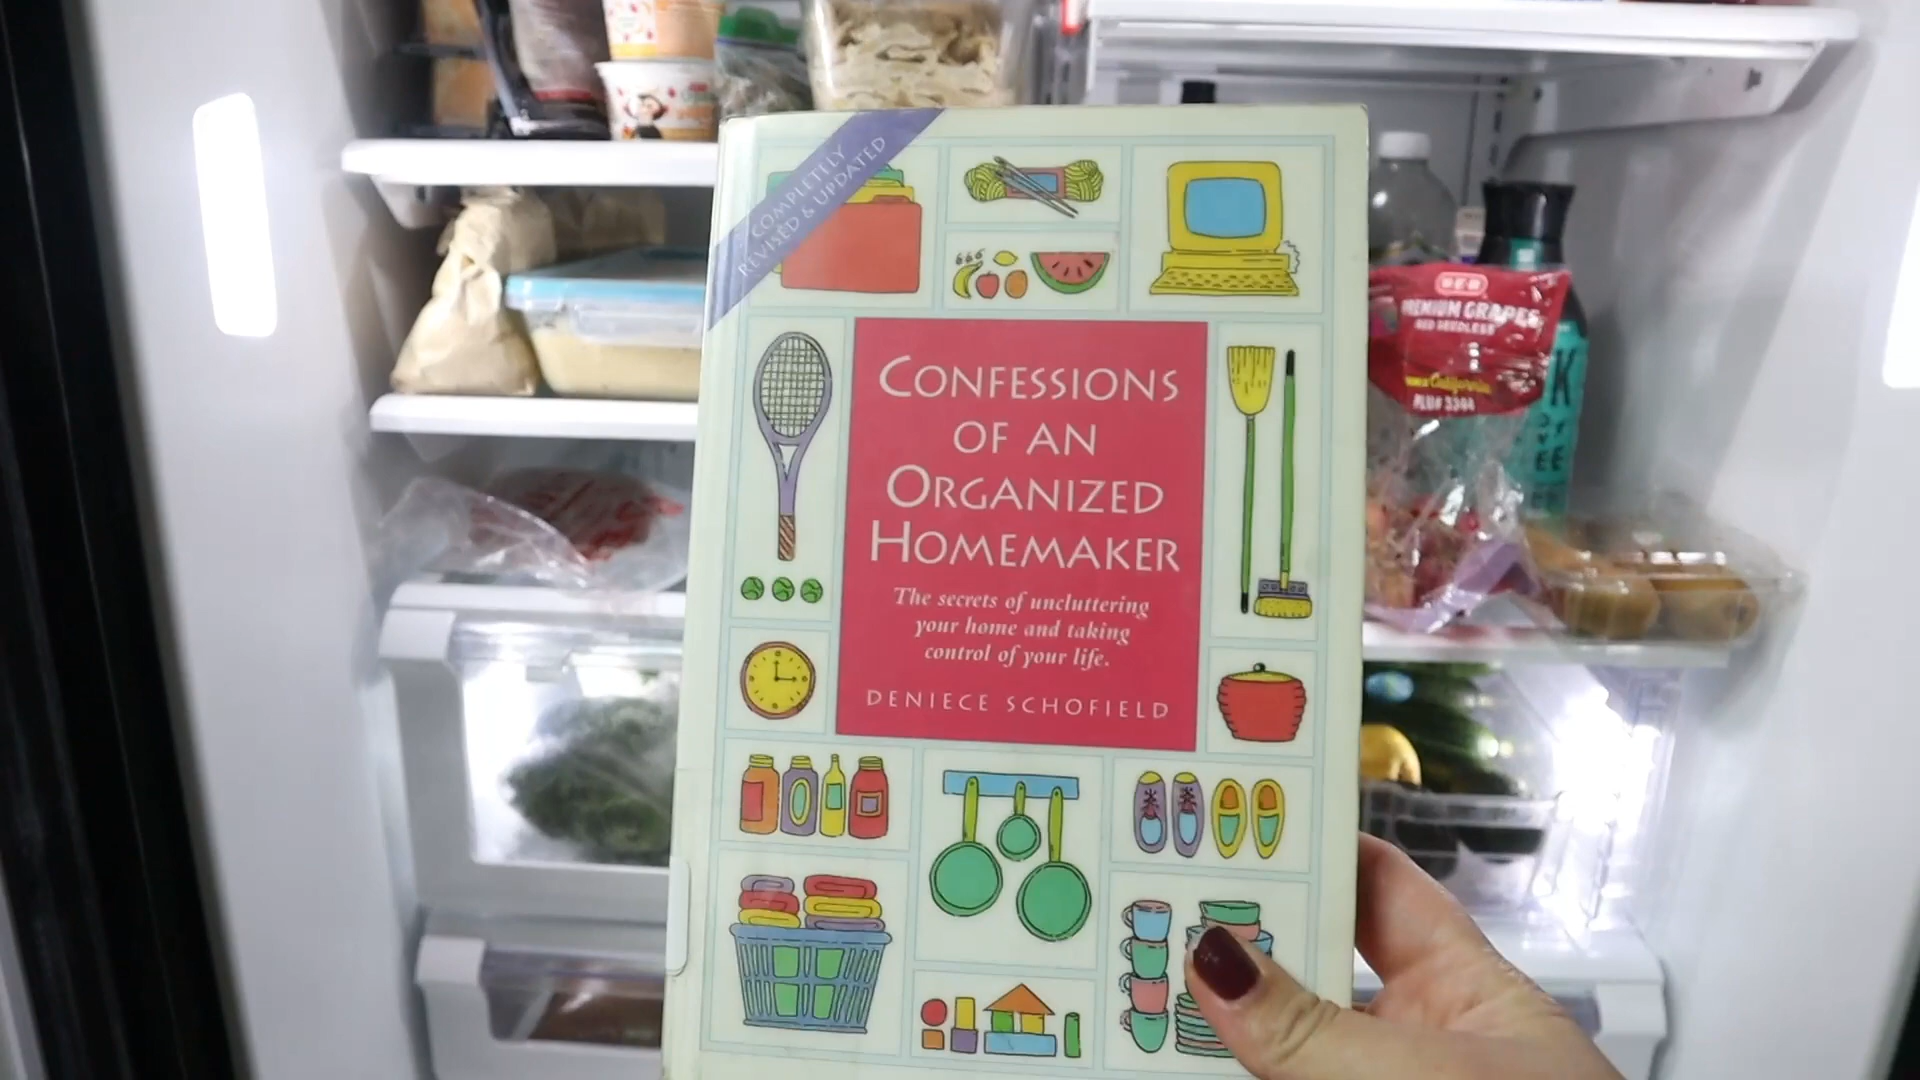 COMPLETELY
REVISED & UPDATED
CONFESSIONS
OF AN
ORGANIZED
HOMEMAKER
The secrets of uncluttering
your home and taking
control of your life.
DENIECE SCHOFIELD
H-E-B
PREMIUM GRAPES
RED SEEDLESS
California
PLU# 3344
K